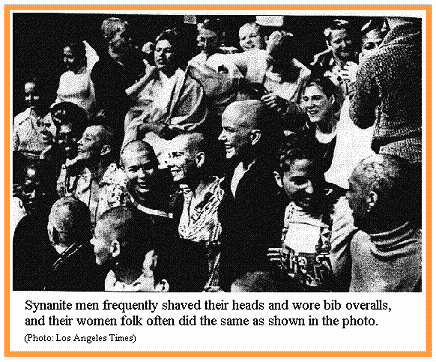 Synanite men frequently shaved their heads and wore bib overalls,
and their women folk often did the same as shown in the photo.
(Photo: Los Angeles Times)